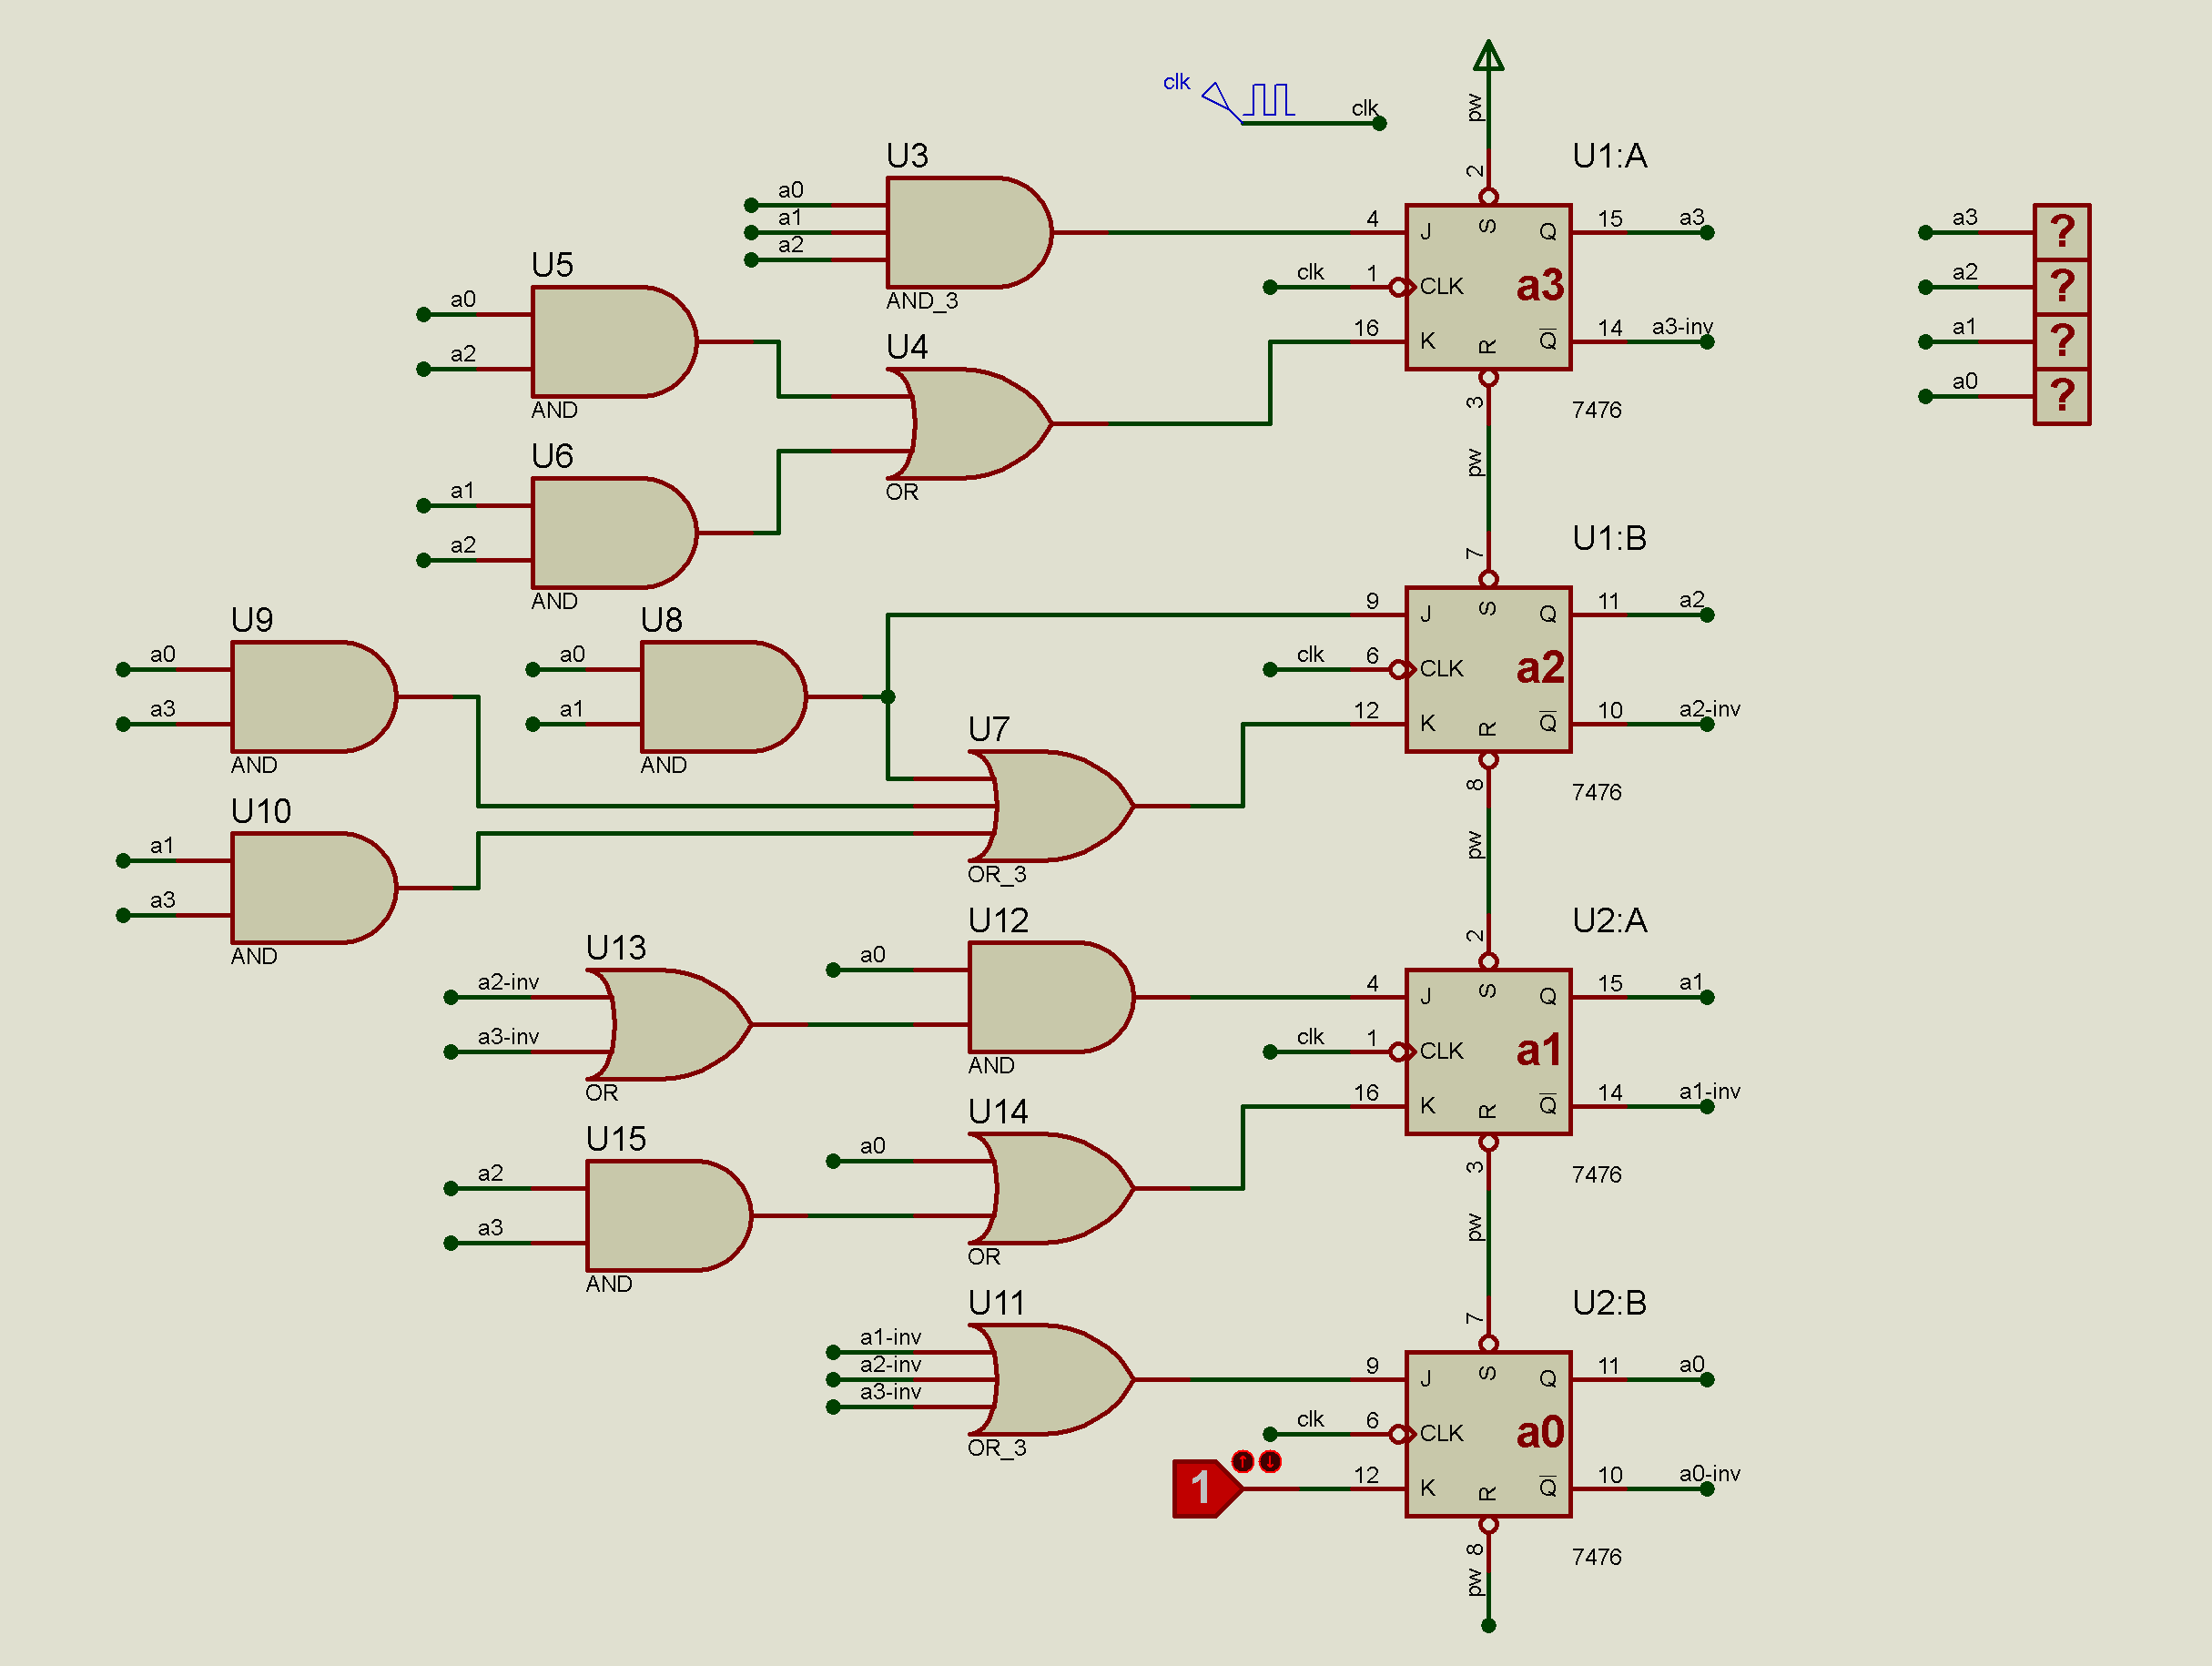 clk
clk
pw
2
U1:A
U3
a0
a1
a2
AND_3
4
J
S
Q
15
a3
clk
1
CLK
a3
16
K
R
Q
14
a3-inv
3
7476
pw
a3
?
a2
?
a1
?
a0
?
U5
a0
a2
AND
U4
OR
U6
a1
a2
AND
7
U1:B
U9
a0
a3
AND
U8
a0
a1
AND
9
J
S
Q
11
a2
clk
6
CLK
a2
12
K
R
Q
10
a2-inv
8
7476
pw
U7
OR_3
U10
a1
a3
AND
2
U2:A
U13
a2-inv
a3-inv
OR
U12
a0
AND
4
J
S
Q
15
a1
clk
1
CLK
a1
16
K
R
Q
14
a1-inv
3
7476
pw
U14
a0
OR
U15
a2
a3
AND
7
U2:B
U11
a1-inv
a2-inv
a3-inv
OR_3
9
J
S
Q
11
a0
clk
6
CLK
a0
1
12
K
R
Q
10
a0-inv
8
7476
pw